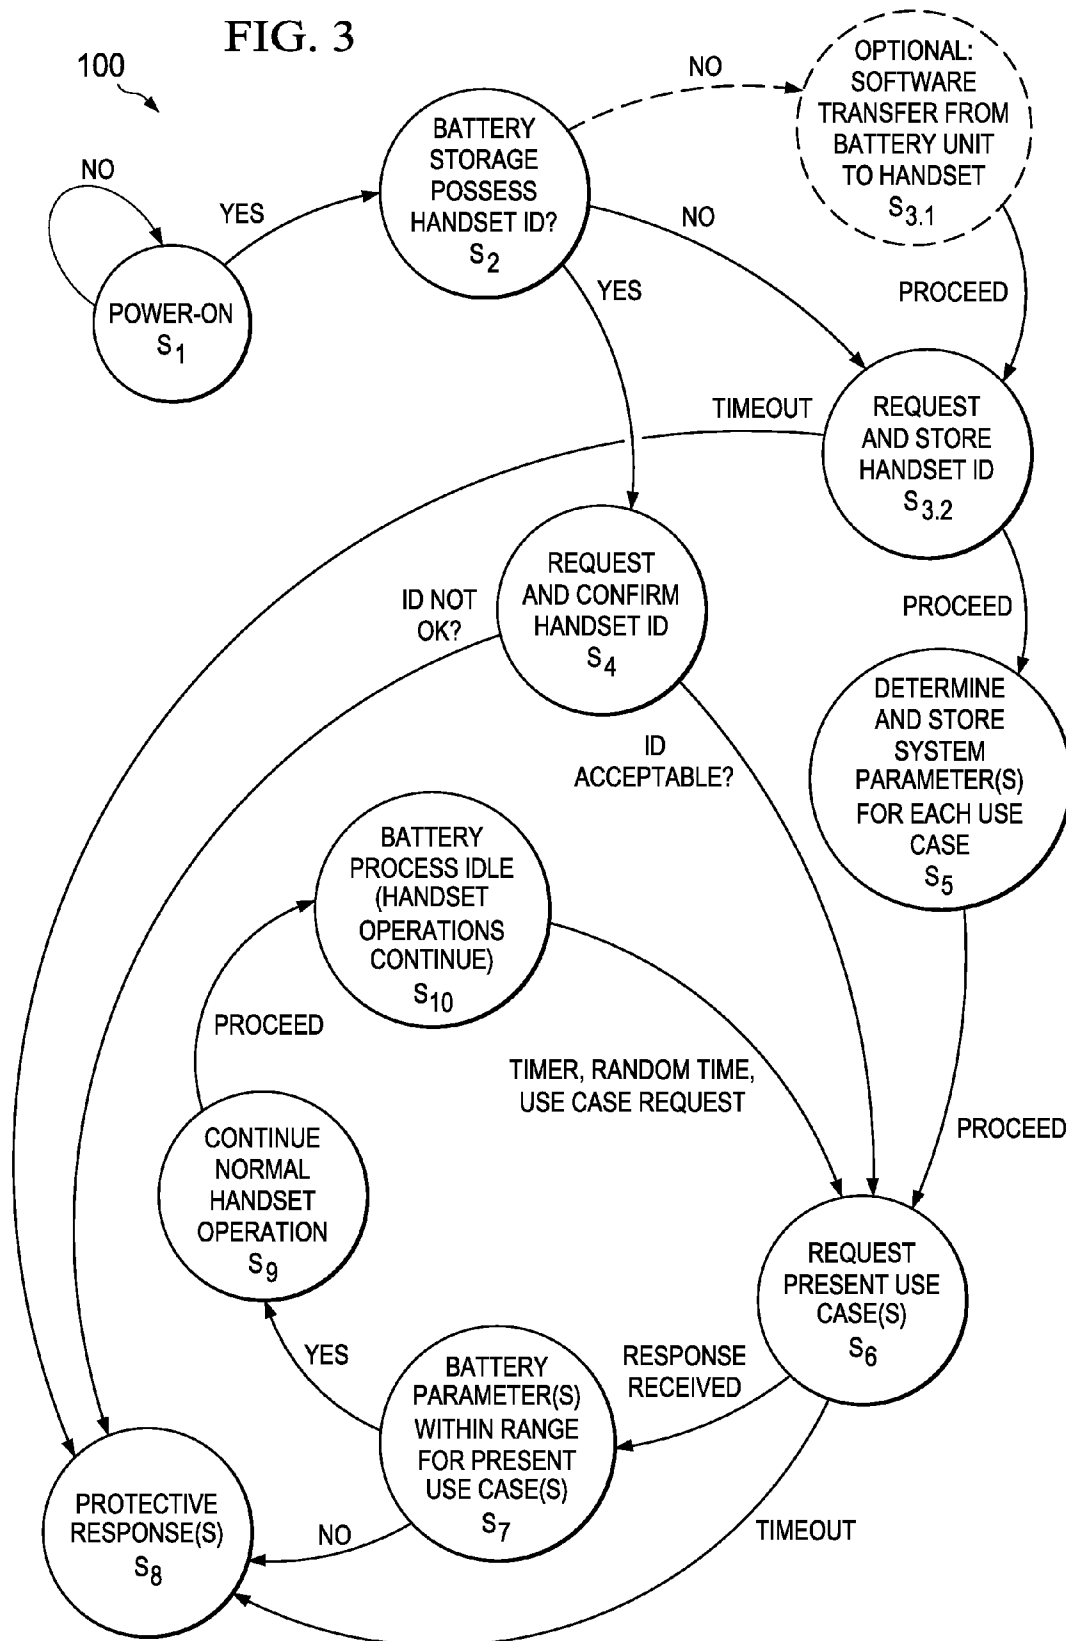 FIG. 3
100
NO
POWER-ON
S1
YES
BATTERY
STORAGE
POSSESS
HANDSET ID?
S2
NO
OPTIONAL:
SOFTWARE
TRANSFER FROM
BATTERY UNIT
TO HANDSET
S3.1
NO
YES
PROCEED
TIMEOUT
REQUEST
AND STORE
HANDSET ID
S3.2
REQUEST
AND CONFIRM
HANDSET ID
S4
ID NOT
OK?
PROCEED
ID
ACCEPTABLE?
DETERMINE
AND STORE
SYSTEM
PARAMETER(S)
FOR EACH USE
CASE
S5
BATTERY
PROCESS IDLE
(HANDSET
OPERATIONS
CONTINUE)
S10
PROCEED
TIMER, RANDOM TIME,
USE CASE REQUEST
PROCEED
CONTINUE
NORMAL
HANDSET
OPERATION
S9
REQUEST
PRESENT USE
CASE(S)
S6
YES
RESPONSE
RECEIVED
BATTERY
PARAMETER(S)
WITHIN RANGE
FOR PRESENT
USE CASE(S)
S7
PROTECTIVE
RESPONSE(S)
S8
NO
TIMEOUT